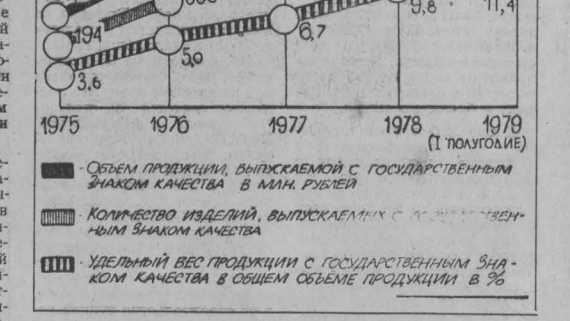 194
9,8 11,4
6,7
5,0
3,6
1975 1976 1977 1978 1979
(I ПОЛУГОДИЕ)
- ОБЪЕМ ПРОДУКЦИИ, ВЫПУСКАЕМОЙ С ГОСУДАРСТВЕННЫМ
ЗНАКОМ КАЧЕСТВА В МЛН. РУБЛЕЙ
- КОЛИЧЕСТВО ИЗДЕЛИЙ, ВЫПУСКАЕМЫХ С
НЫМ ЗНАКОМ КАЧЕСТВА
- УДЕЛЬНЫЙ ВЕС ПРОДУКЦИИ С ГОСУДАРСТВЕННЫМ ЗНА-
КОМ КАЧЕСТВА В ОБЩЕМ ОБЪЁМЕ ПРОДУКЦИИ В %